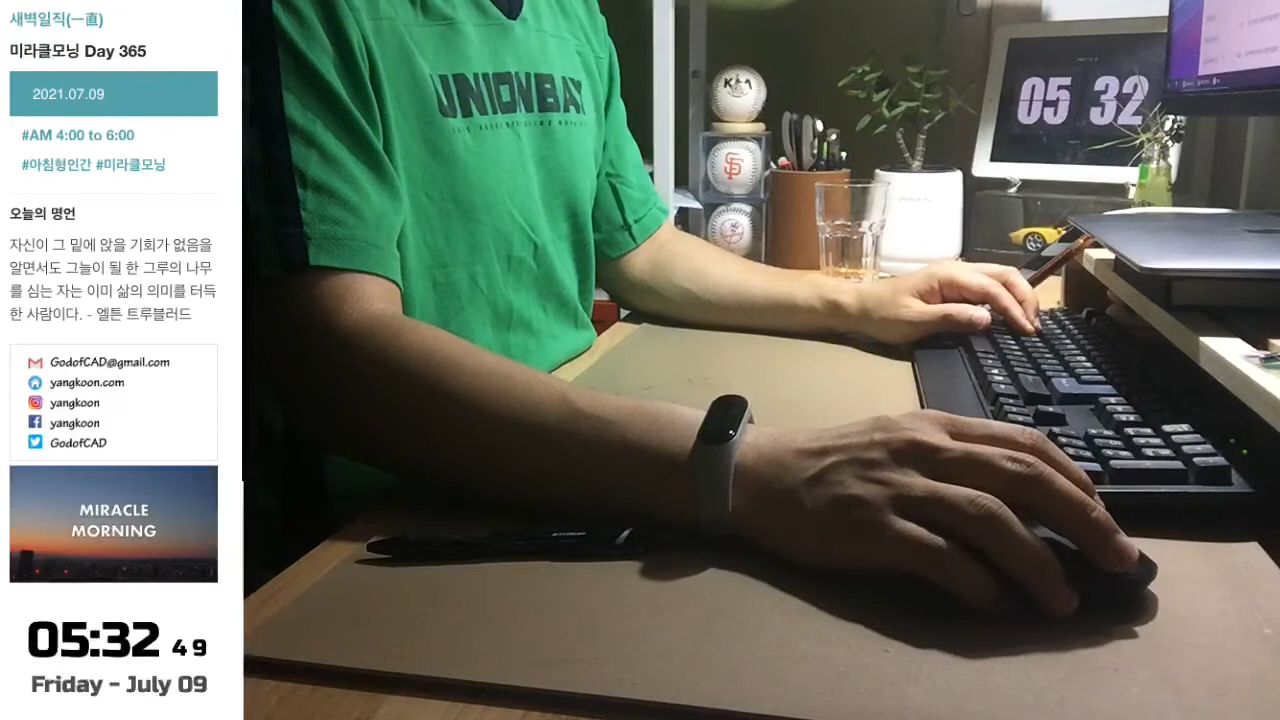 새벽일직(一直)
미라클모닝 Day 365
2021.07.09
#AM 4:00 to 6:00
#아침형인간 #미라클모닝
오늘의 명언
자신이 그 밑에 앉을 기회가 없음을
알면서도 그늘이 될 한 그루의 나무
를 심는 자는 이미 삶의 의미를 터득
한 사람이다. - 엘튼 트루블러드
GodofCAD@gmail.com
yangkoon.com
yangkoon
yangkoon
GodofCAD
MIRACLE
MORNING
05:32 49
Friday - July 09
UNIONBAY
KIA
SF
05 32